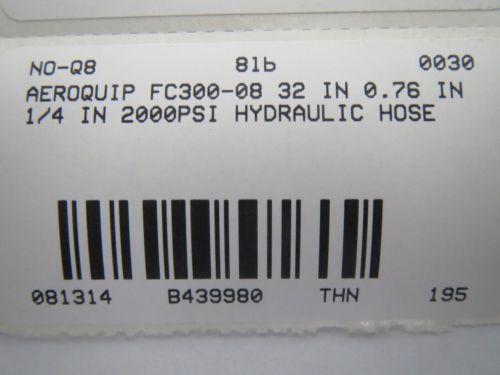 NO-Q8 81b 0030
AEROQUIP FC300-08 32 IN 0.76 IN
1/4 IN 2000PSI HYDRAULIC HOSE
081314 B439980 THN 195